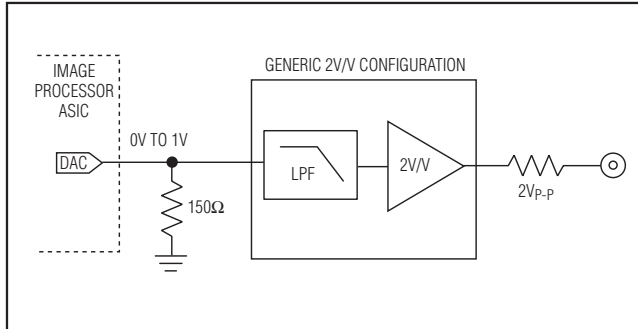 GENERIC 2V/V CONFIGURATION
IMAGE
PROCESSOR
ASIC
0V TO 1V
DAC
LPF
2V/V
2VP-P
150Ω